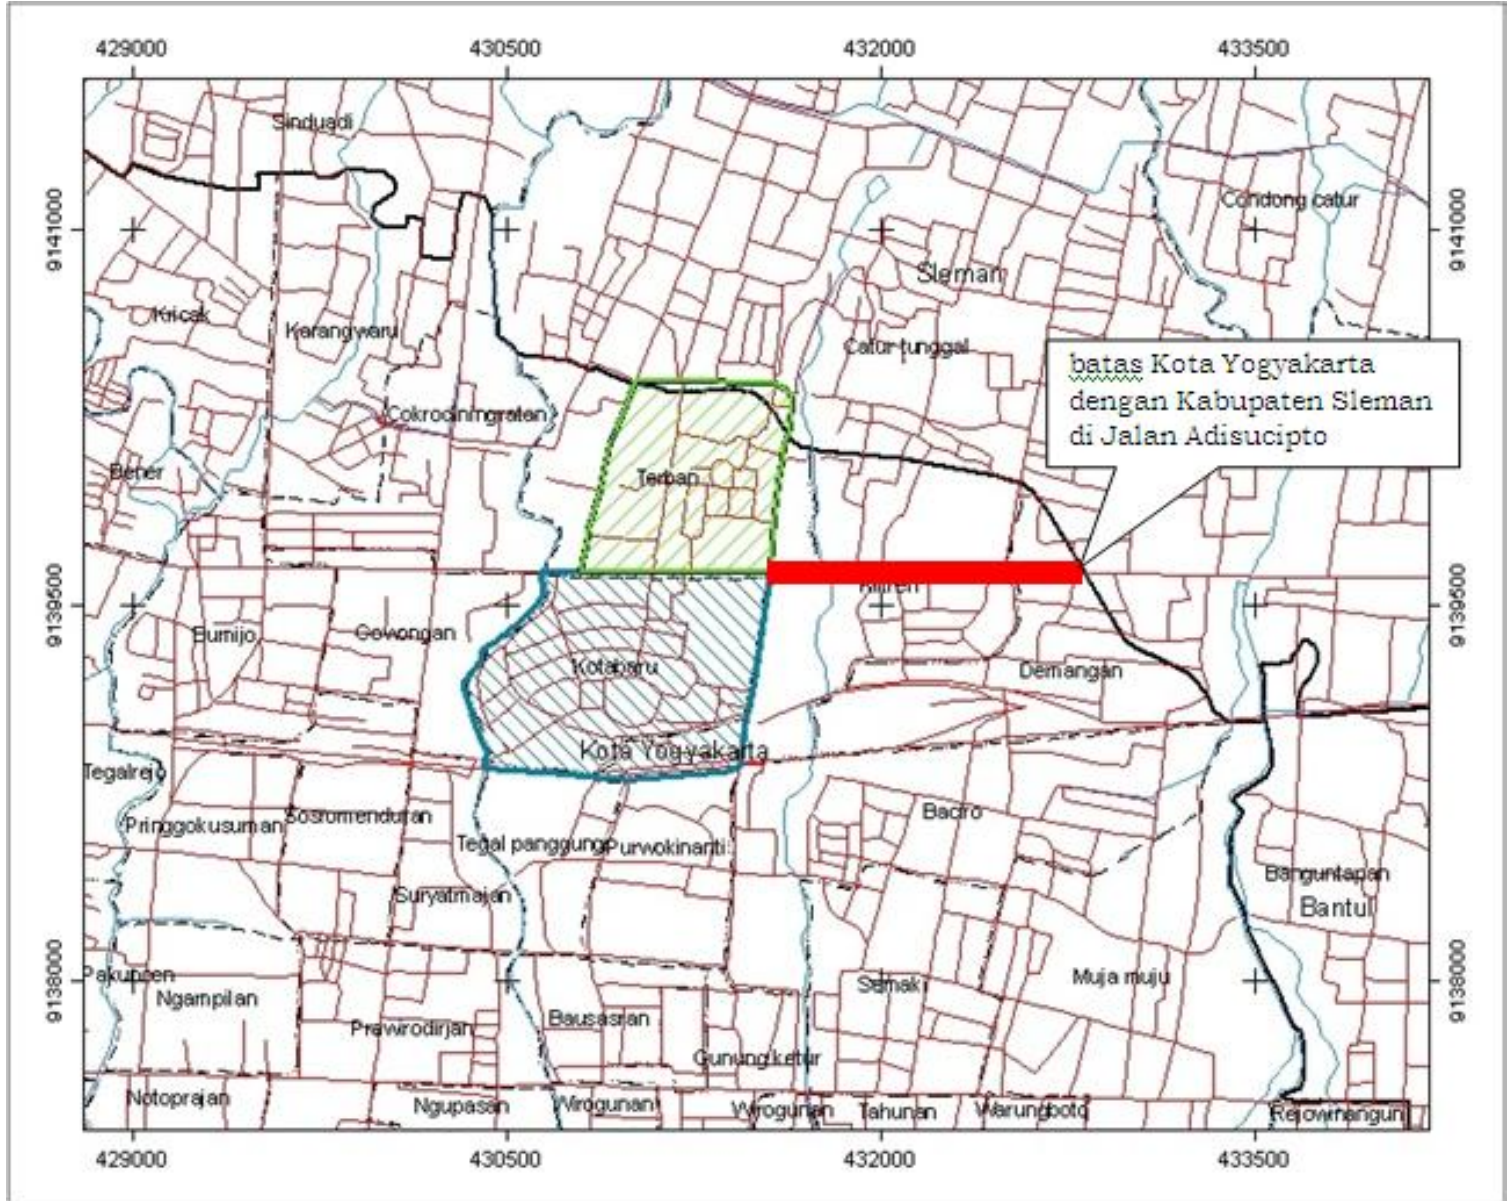 429000 430500 432000 433500
Sinduadi
Condong catur
9141000 9141000
Sleman
Kricak
Karangwaru
Catur tunggal
batas Kota Yogyakarta
dengan Kabupaten Sleman
di Jalan Adisucipto
Cokrodiningratan
Bener
Terban
9139500 9139500
Bumijo
Gowongan
Kotabaru
Demangan
Kota Yogyakarta
Tegalrejo
Pringgokusuman
Sosromenduran
Tegal panggung
Purwokinanti
Baciro
Banguntapan
Suryatmajan
Bantul
Pakuncen
Ngampilan
Semaki
Muja muju
9138000 9138000
Prawirodirjan
Bausasran
Gunung ketur
Notoprajan
Ngupasan
Wirogunan
Wirogunan
Tahunan
Warungboto
Rejowinangun
429000 430500 432000 433500